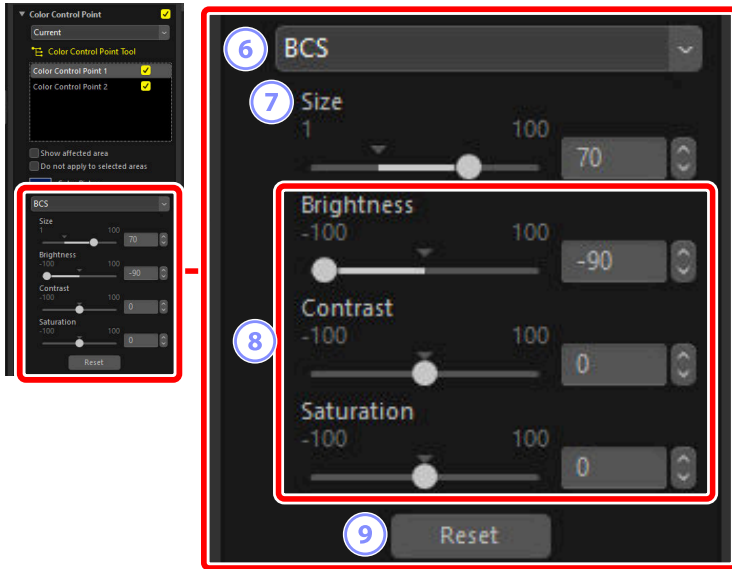 Color Control Point
Current
Color Control Point Tool
Color Control Point 1
Color Control Point 2
Show affected area
Do not apply to selected areas
BCS
Size
1 100
70
Brightness
-100 100
-90
Contrast
-100 100
0
Saturation
-100 100
0
Reset
6 BCS
7 Size
1 100
70
Brightness
-100 100
-90
8
Contrast
-100 100
0
Saturation
-100 100
0
9 Reset